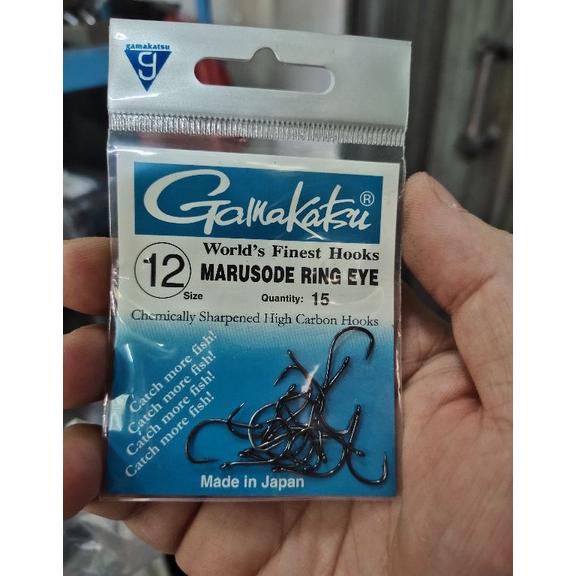 gamakatsu
g
Gamakatsu®
World's Finest Hooks
12 MARUSODE RiNG EYE
Size Quantity: 15
Chemically Sharpened High Carbon Hooks
Catch more fish!
Catch more fish!
Catch more fish!
Catch more fish!
Made in Japan